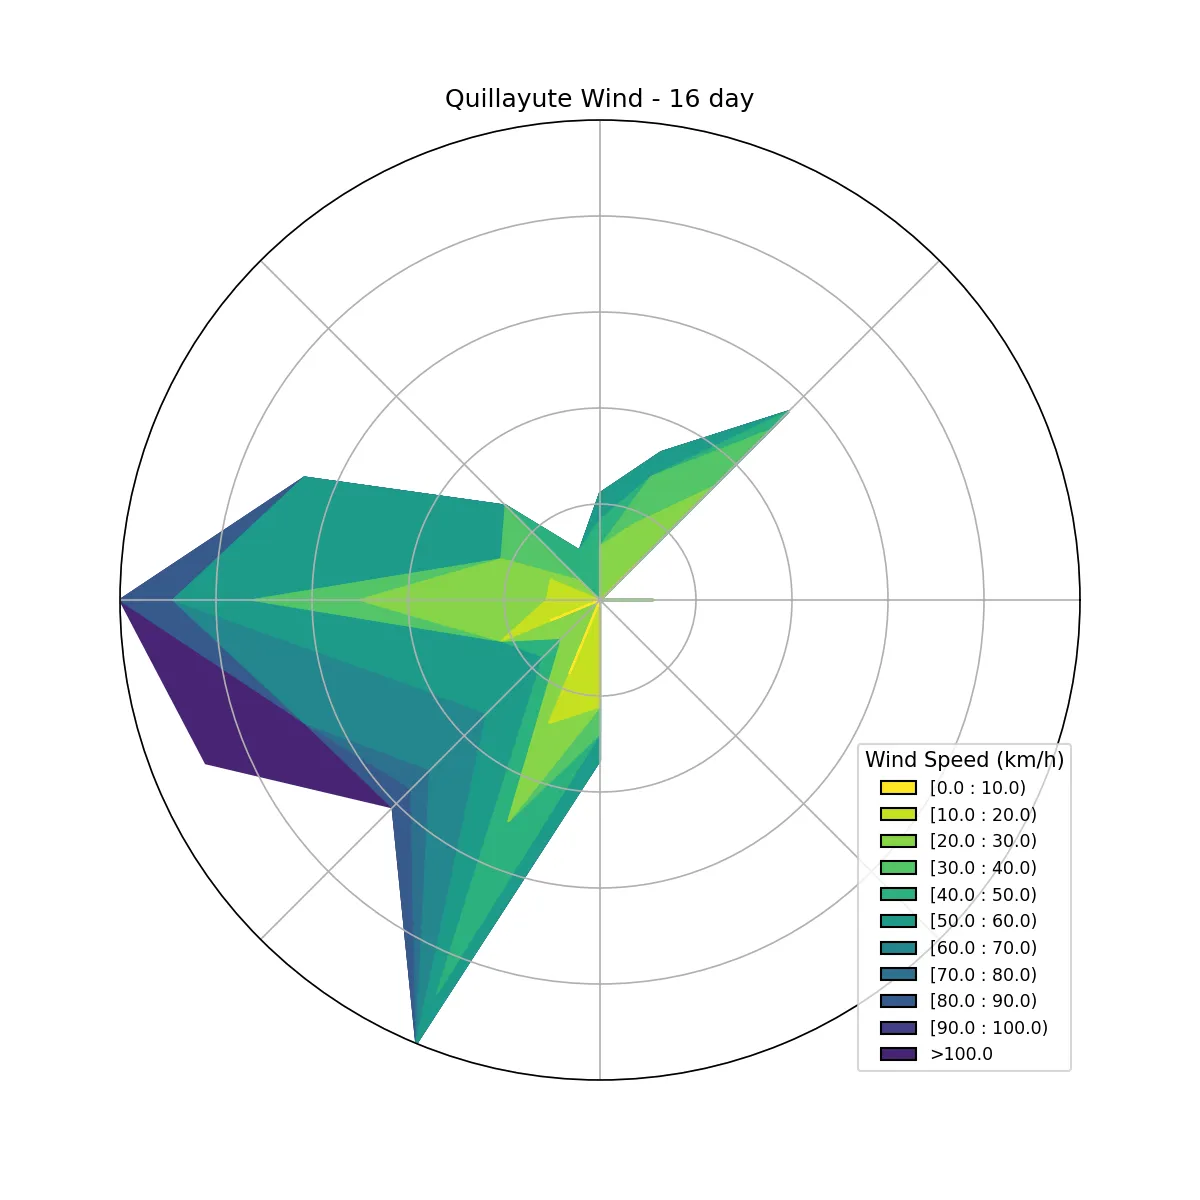 Quillayute Wind - 16 day
Wind Speed (km/h)
[0.0 : 10.0)
[10.0 : 20.0)
[20.0 : 30.0)
[30.0 : 40.0)
[40.0 : 50.0)
[50.0 : 60.0)
[60.0 : 70.0)
[70.0 : 80.0)
[80.0 : 90.0)
[90.0 : 100.0)
>100.0